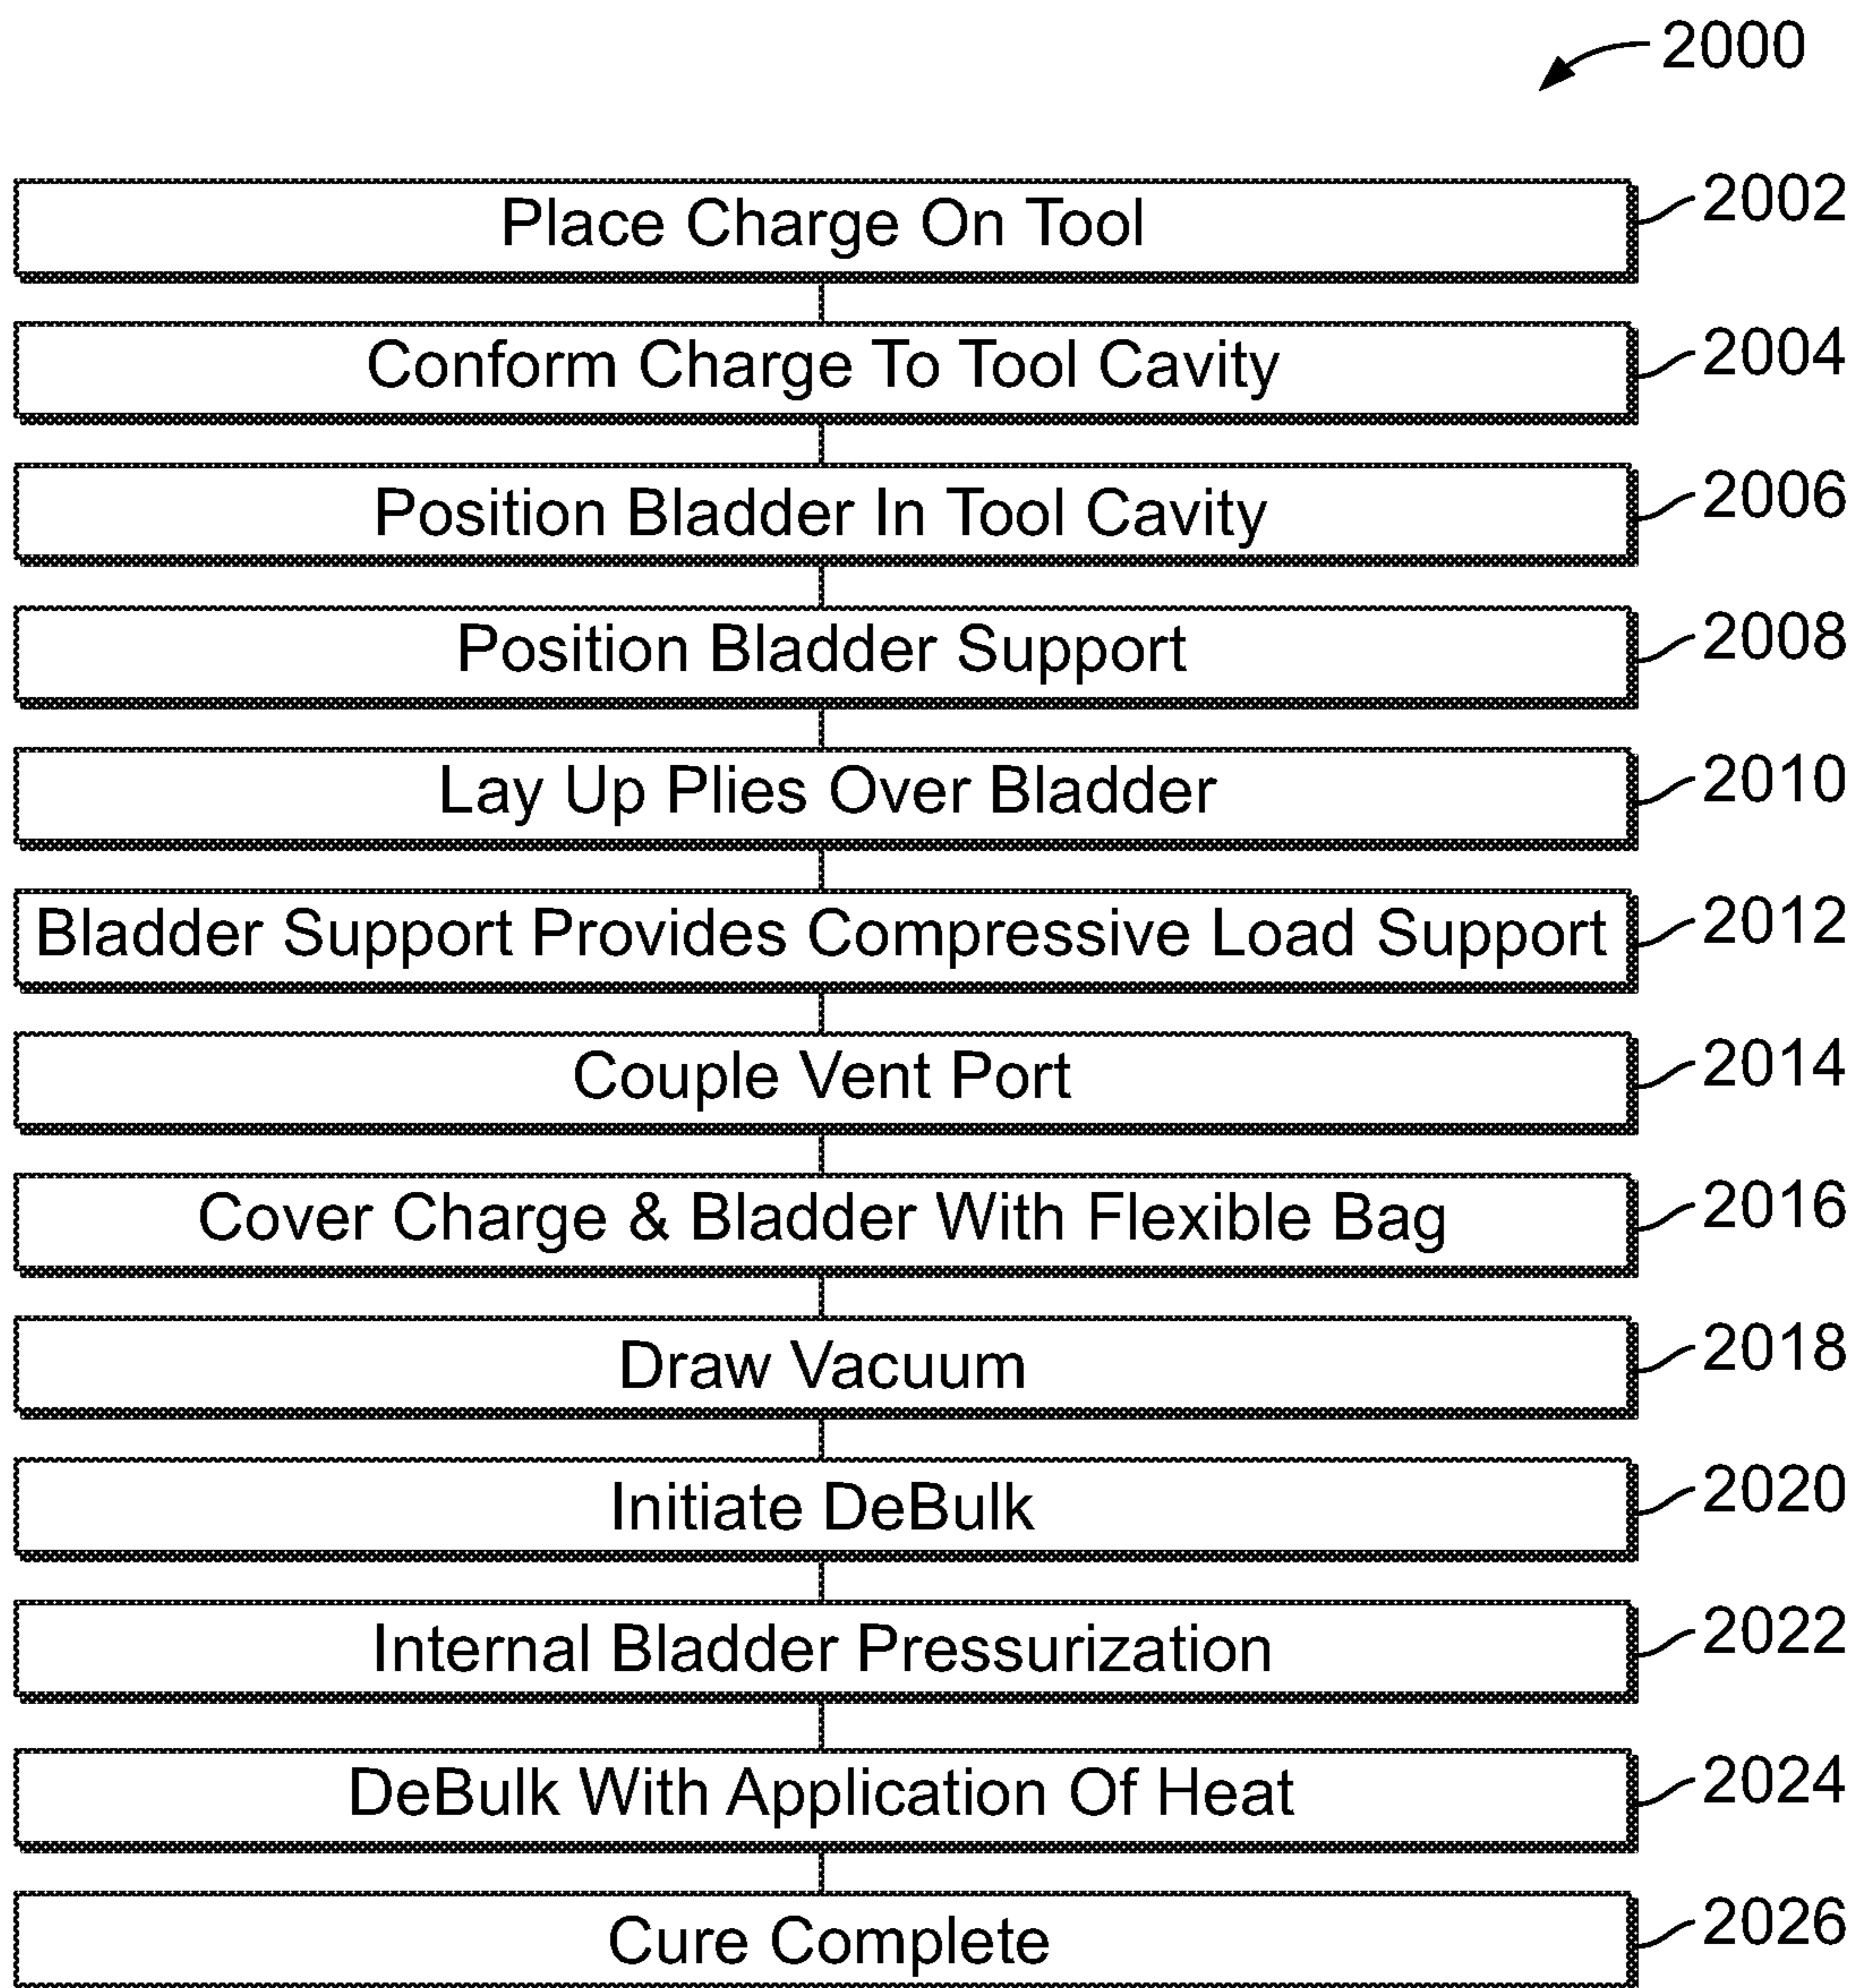 2000
Place Charge On Tool 2002
Conform Charge To Tool Cavity 2004
Position Bladder In Tool Cavity 2006
Position Bladder Support 2008
Lay Up Plies Over Bladder 2010
Bladder Support Provides Compressive Load Support 2012
Couple Vent Port 2014
Cover Charge & Bladder With Flexible Bag 2016
Draw Vacuum 2018
Initiate DeBulk 2020
Internal Bladder Pressurization 2022
DeBulk With Application Of Heat 2024
Cure Complete 2026